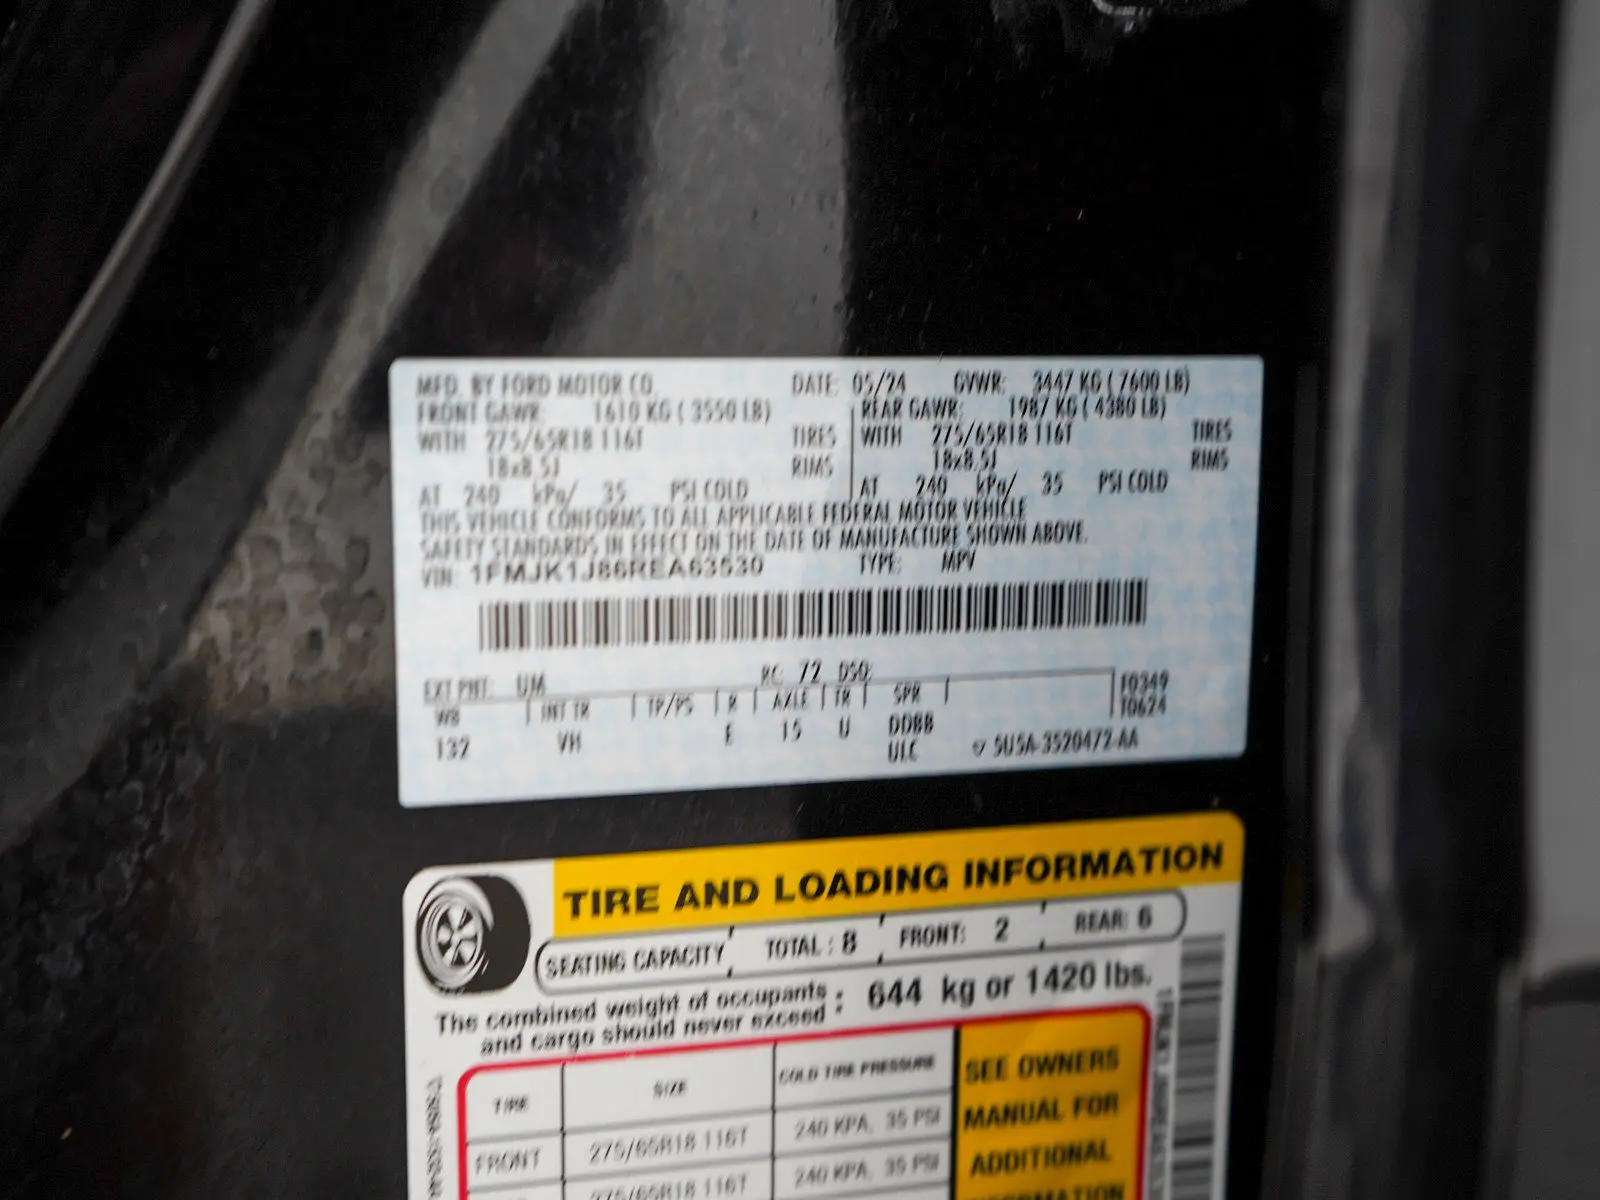 MFD. BY FORD MOTOR CO. DATE: 05/24 GVWR: 3447 KG ( 7600 LB)
FRONT GAWR: 1610 KG ( 3550 LB) REAR GAWR: 1987 KG ( 4380 LB)
WITH 275/65R18 116T TIRES WITH 275/65R18 116T TIRES
18x8.5J RIMS 18x8.5J RIMS
AT 240 kPa/ 35 PSI COLD AT 240 kPa/ 35 PSI COLD
THIS VEHICLE CONFORMS TO ALL APPLICABLE FEDERAL MOTOR VEHICLE
SAFETY STANDARDS IN EFFECT ON THE DATE OF MANUFACTURE SHOWN ABOVE.
VIN: 1FMJK1J86REA63530 TYPE: MPV
EXT PNT: UM RC: 72 DSO:
WB INT TR TP/PS R AXLE TR SPR F0349
T0624
132 VH E 15 U DDBB
ULC 5U5A-3520472-AA
TIRE AND LOADING INFORMATION
SEATING CAPACITY TOTAL : 8 FRONT: 2 REAR: 6
The combined weight of occupants : 644 kg or 1420 lbs.
and cargo should never exceed :
TIRE SIZE COLD TIRE PRESSURE
FRONT 275/65R18 116T 240 KPA, 35 PSI
275/65R18 116T 240 KPA, 35 PSI
SEE OWNERS
MANUAL FOR
ADDITIONAL
INFORMATION